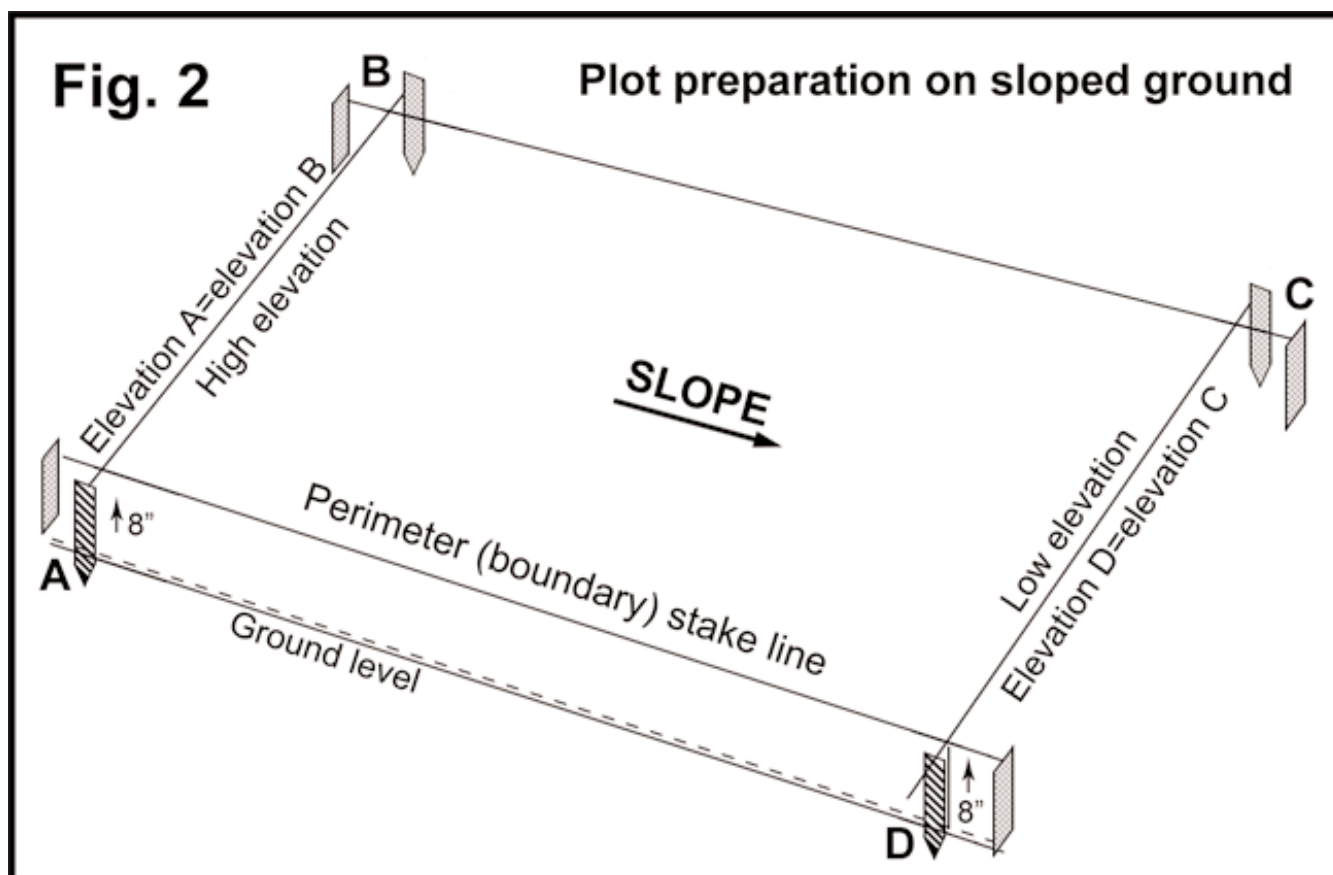 Fig. 2
Plot preparation on sloped ground
B
Elevation A=elevation B
High elevation
C
SLOPE
Low elevation
Elevation D=elevation C
8”
Perimeter (boundary) stake line
A
Ground level
8”
D